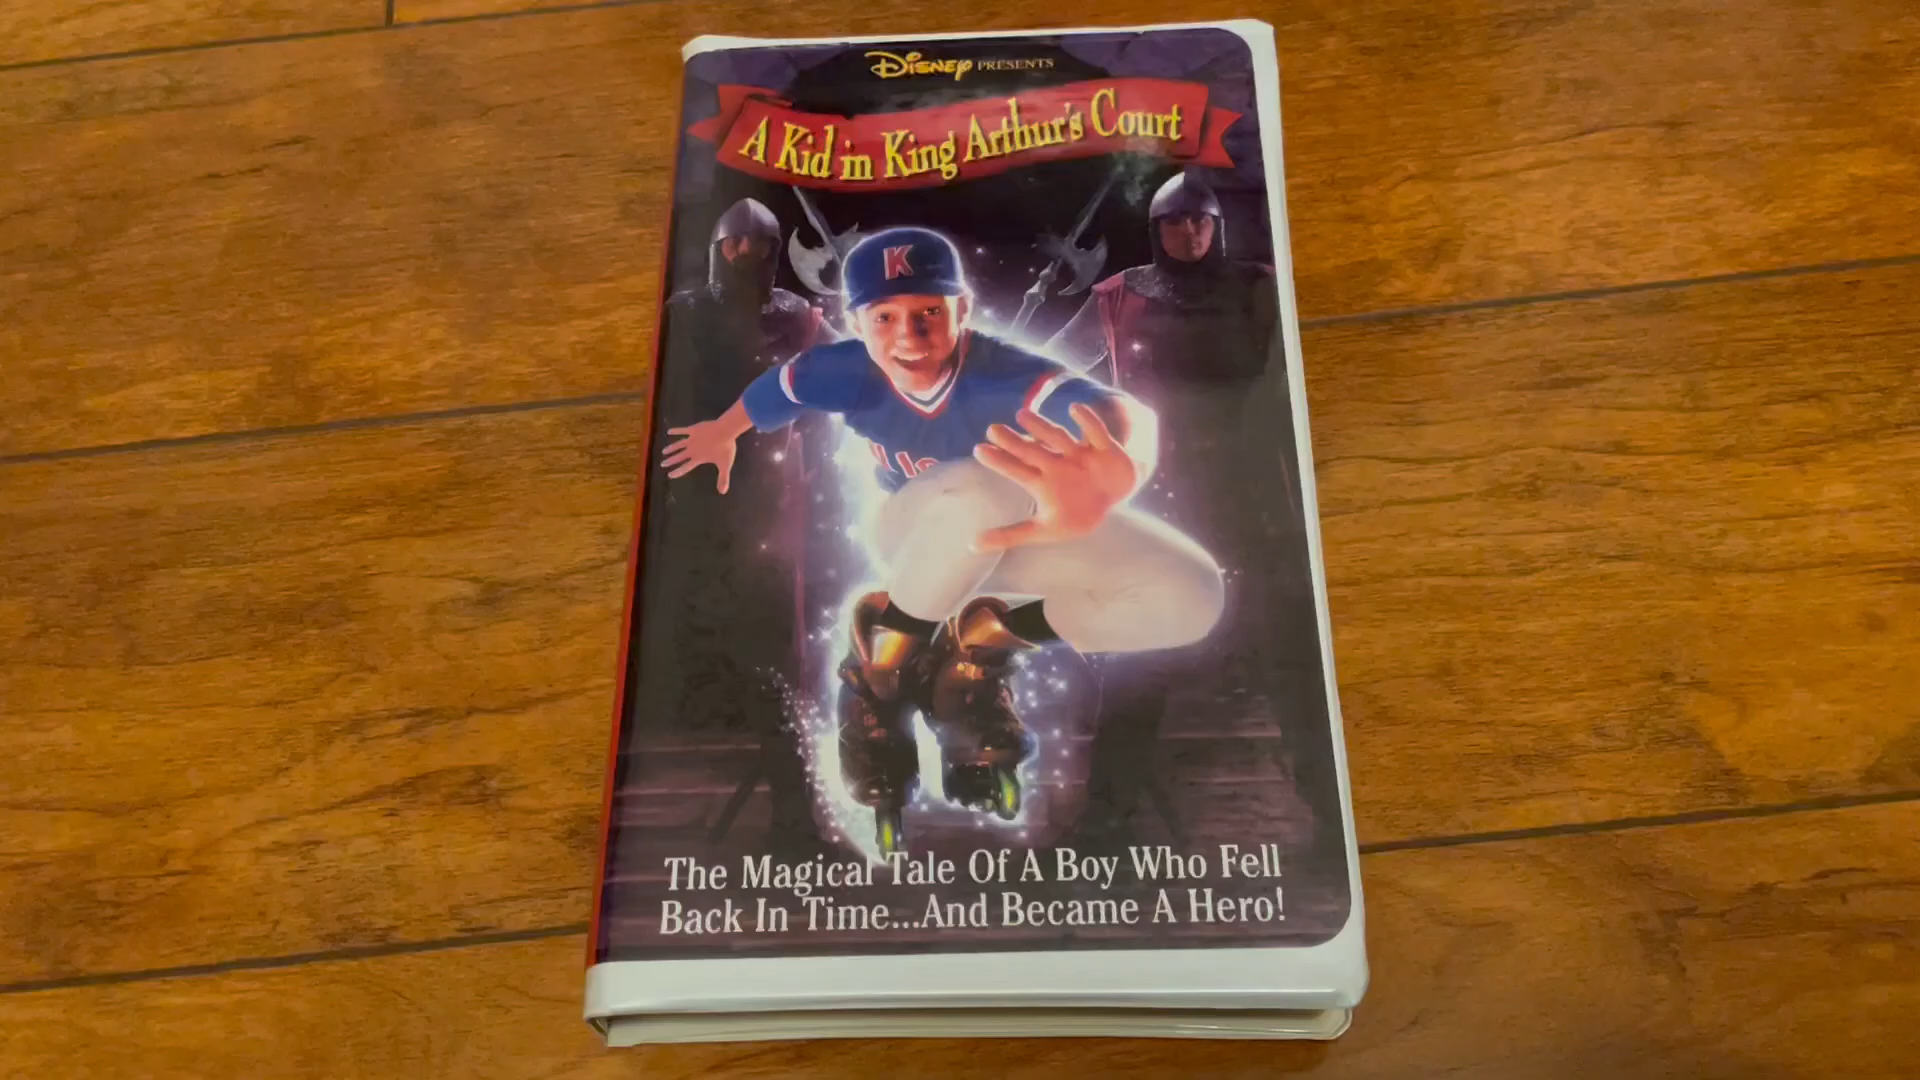 Disney PRESENTS
A Kid in King Arthur's Court
K
The Magical Tale Of A Boy Who Fell
Back In Time...And Became A Hero!